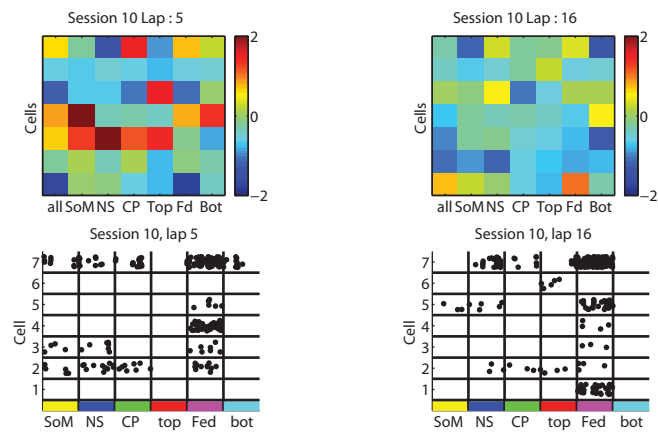 Session 10 Lap : 5
Session 10 Lap : 16
2
0
−2
2
0
−2
Cells
Cells
all SoM NS CP Top Fd Bot
all SoM NS CP Top Fd Bot
Session 10, lap 5
Session 10, lap 16
7
6
5
4
3
2
1
Cell
SoM NS CP top Fed bot
7
6
5
4
3
2
1
Cell
SoM NS CP top Fed bot